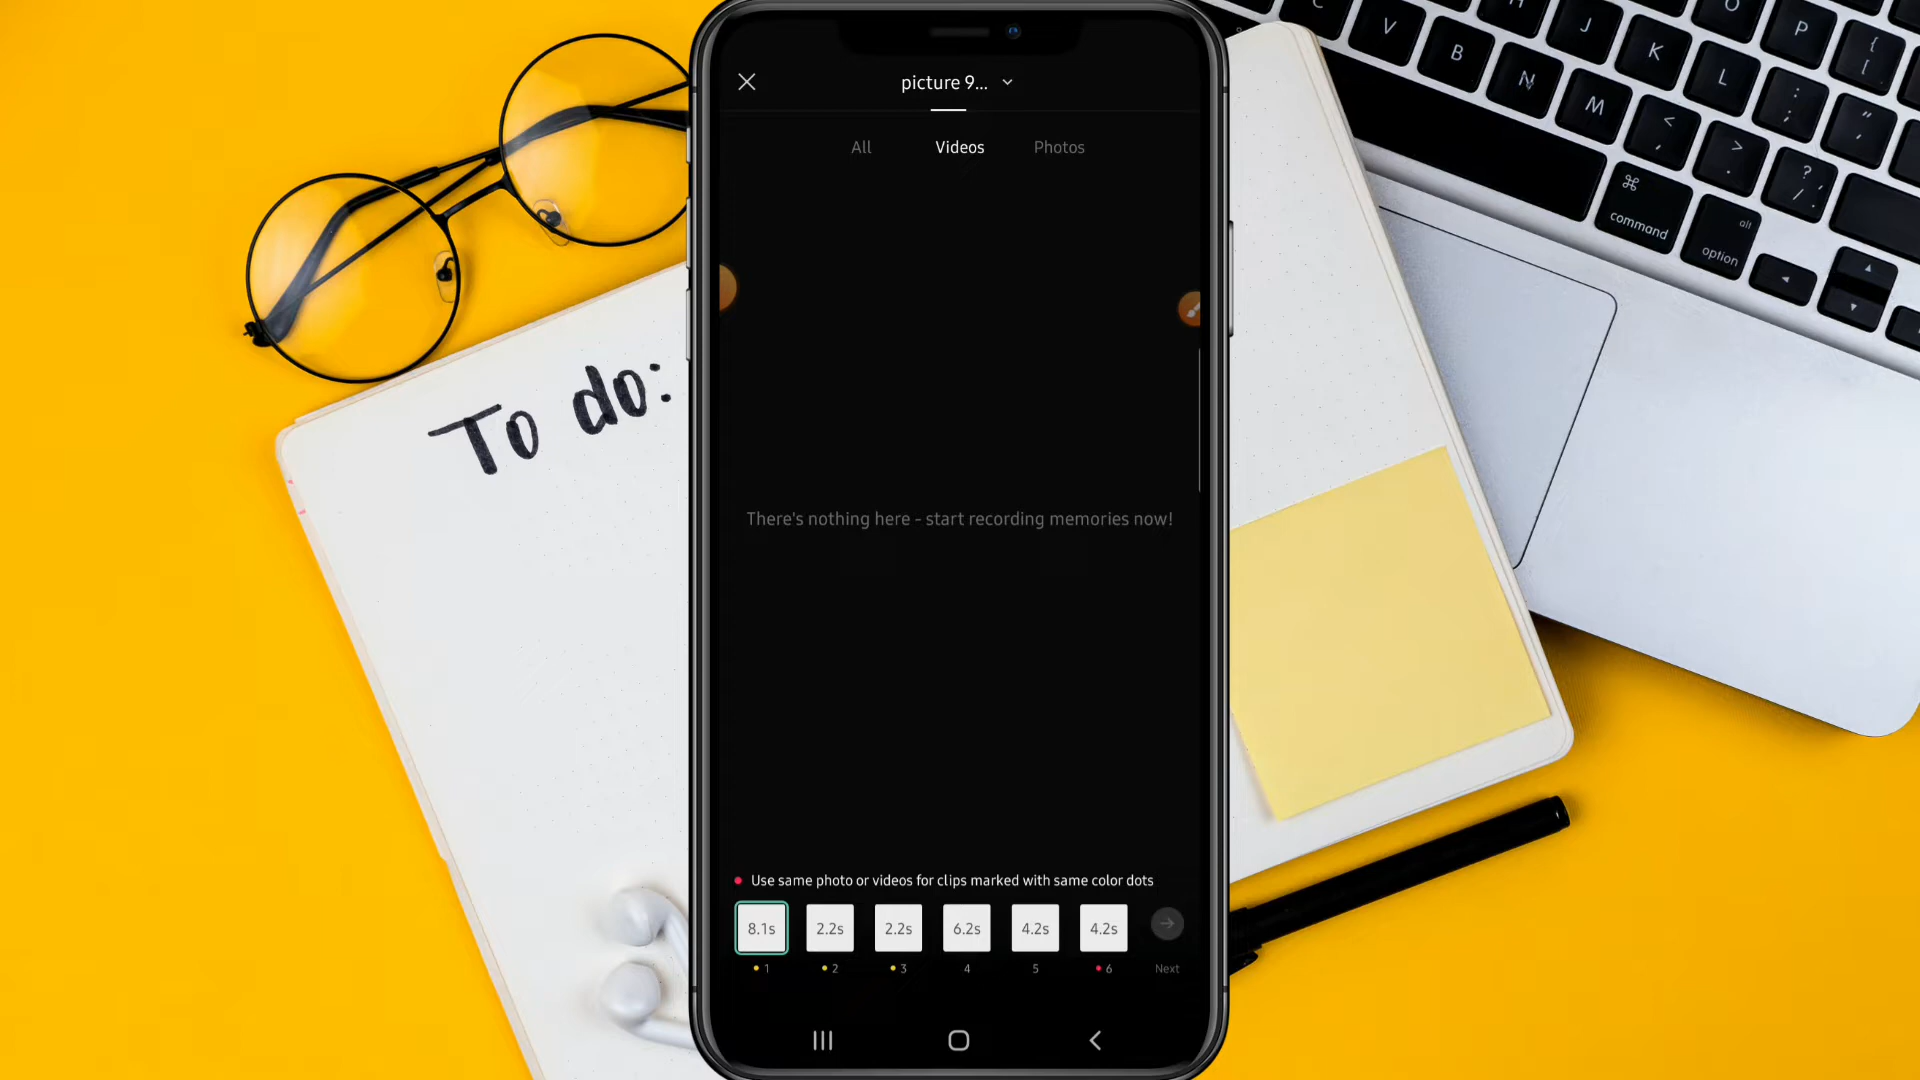 picture 9...
All Videos Photos
To do:
There's nothing here - start recording memories now!
Use same photo or videos for clips marked with same color dots
8.1s 2.2s 2.2s 6.2s 4.2s 4.2s
1 2 3 4 5 6 Next
C V B N M < , > . ? /
H J K L : ; " ,
O P { [
⌘ command
alt option